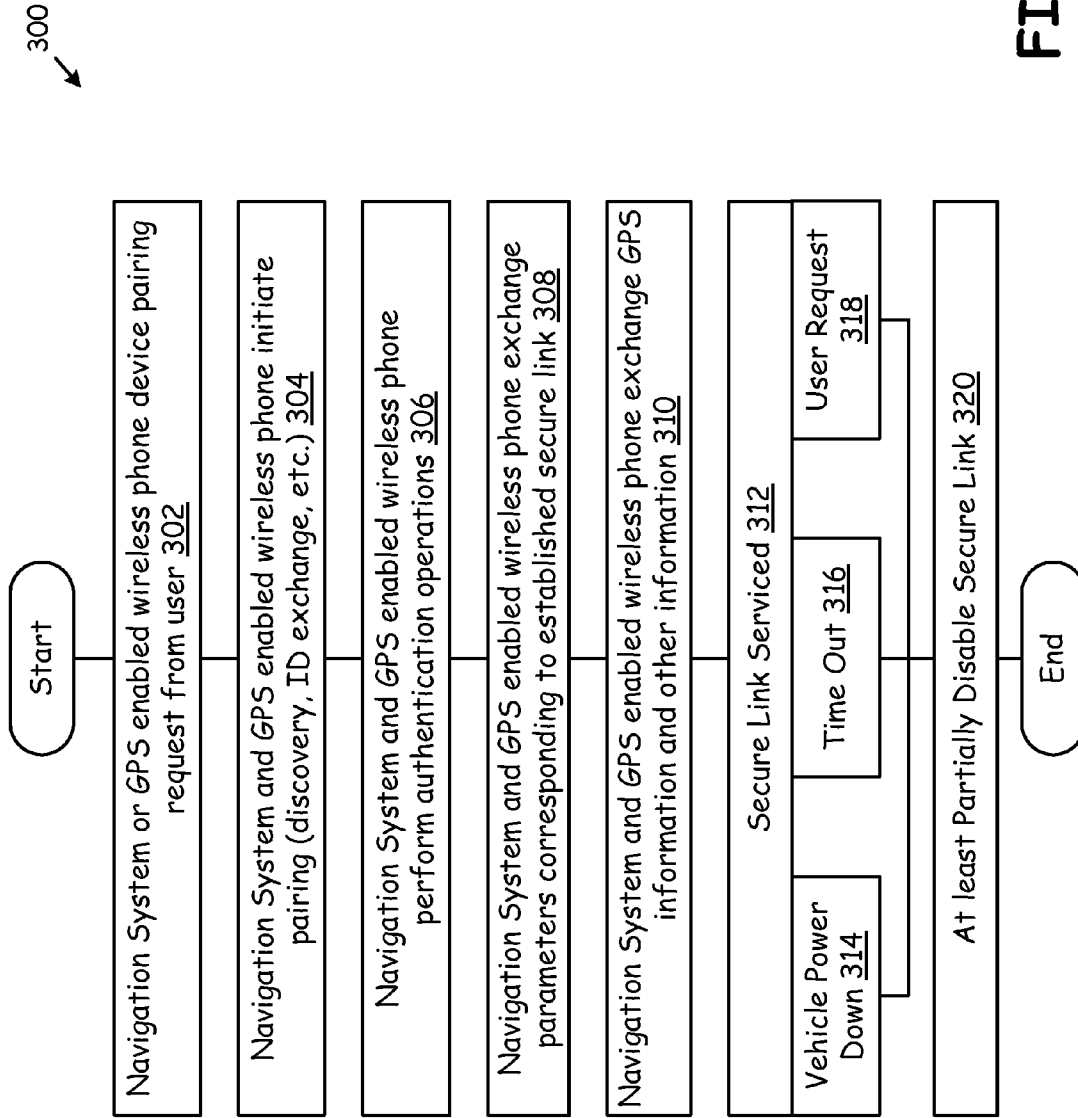 300
Start
Navigation System or GPS enabled wireless phone device pairing
request from user 302
Navigation System and GPS enabled wireless phone initiate
pairing (discovery, ID exchange, etc.) 304
Navigation System and GPS enabled wireless phone
perform authentication operations 306
Navigation System and GPS enabled wireless phone exchange
parameters corresponding to established secure link 308
Navigation System and GPS enabled wireless phone exchange GPS
information and other information 310
Secure Link Serviced 312
Vehicle Power
Down 314
Time Out 316
User Request
318
At least Partially Disable Secure Link 320
End
FI